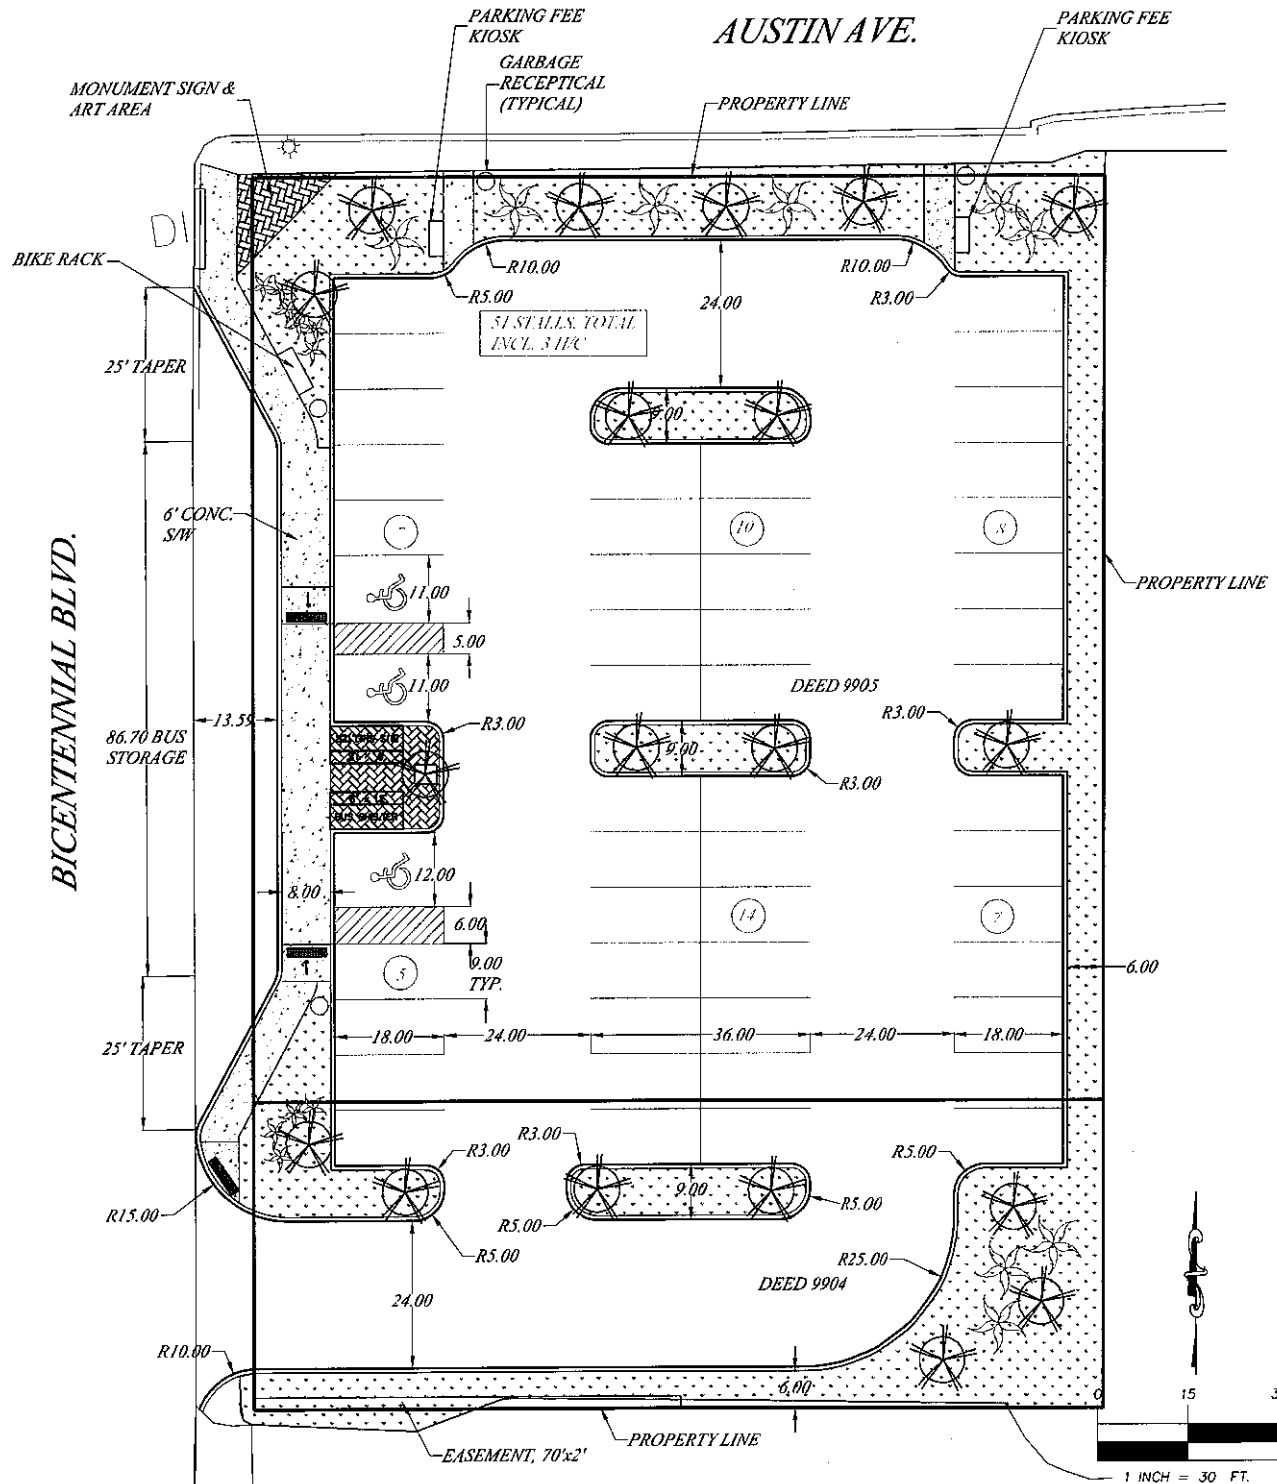 PARKING FEE
KIOSK
AUSTIN AVE.
PARKING FEE
KIOSK
GARBAGE
RECEPTICAL
(TYPICAL)
MONUMENT SIGN &
ART AREA
PROPERTY LINE
DI
BIKE RACK
R10.00
R5.00
24.00
R10.00
R3.00
51 STALLS, TOTAL
INCL. 3 H/C
25' TAPER
9.00
6' CONC.
S/W
7
10
8
11.00
PROPERTY LINE
5.00
BICENTENNIAL BLVD.
11.00
DEED 9905
13.59
R3.00
R3.00
86.70 BUS
STORAGE
9.00
R3.00
BUS SHELTER
12.00
8.00
6.00
14
7
5
9.00
TYP.
6.00
18.00
24.00
36.00
24.00
18.00
25' TAPER
R3.00
R3.00
R5.00
9.00
R15.00
R5.00
R5.00
R5.00
R25.00
24.00
DEED 9904
R10.00
6.00
0 15 3
EASEMENT, 70'x2'
PROPERTY LINE
1 INCH = 30 FT.